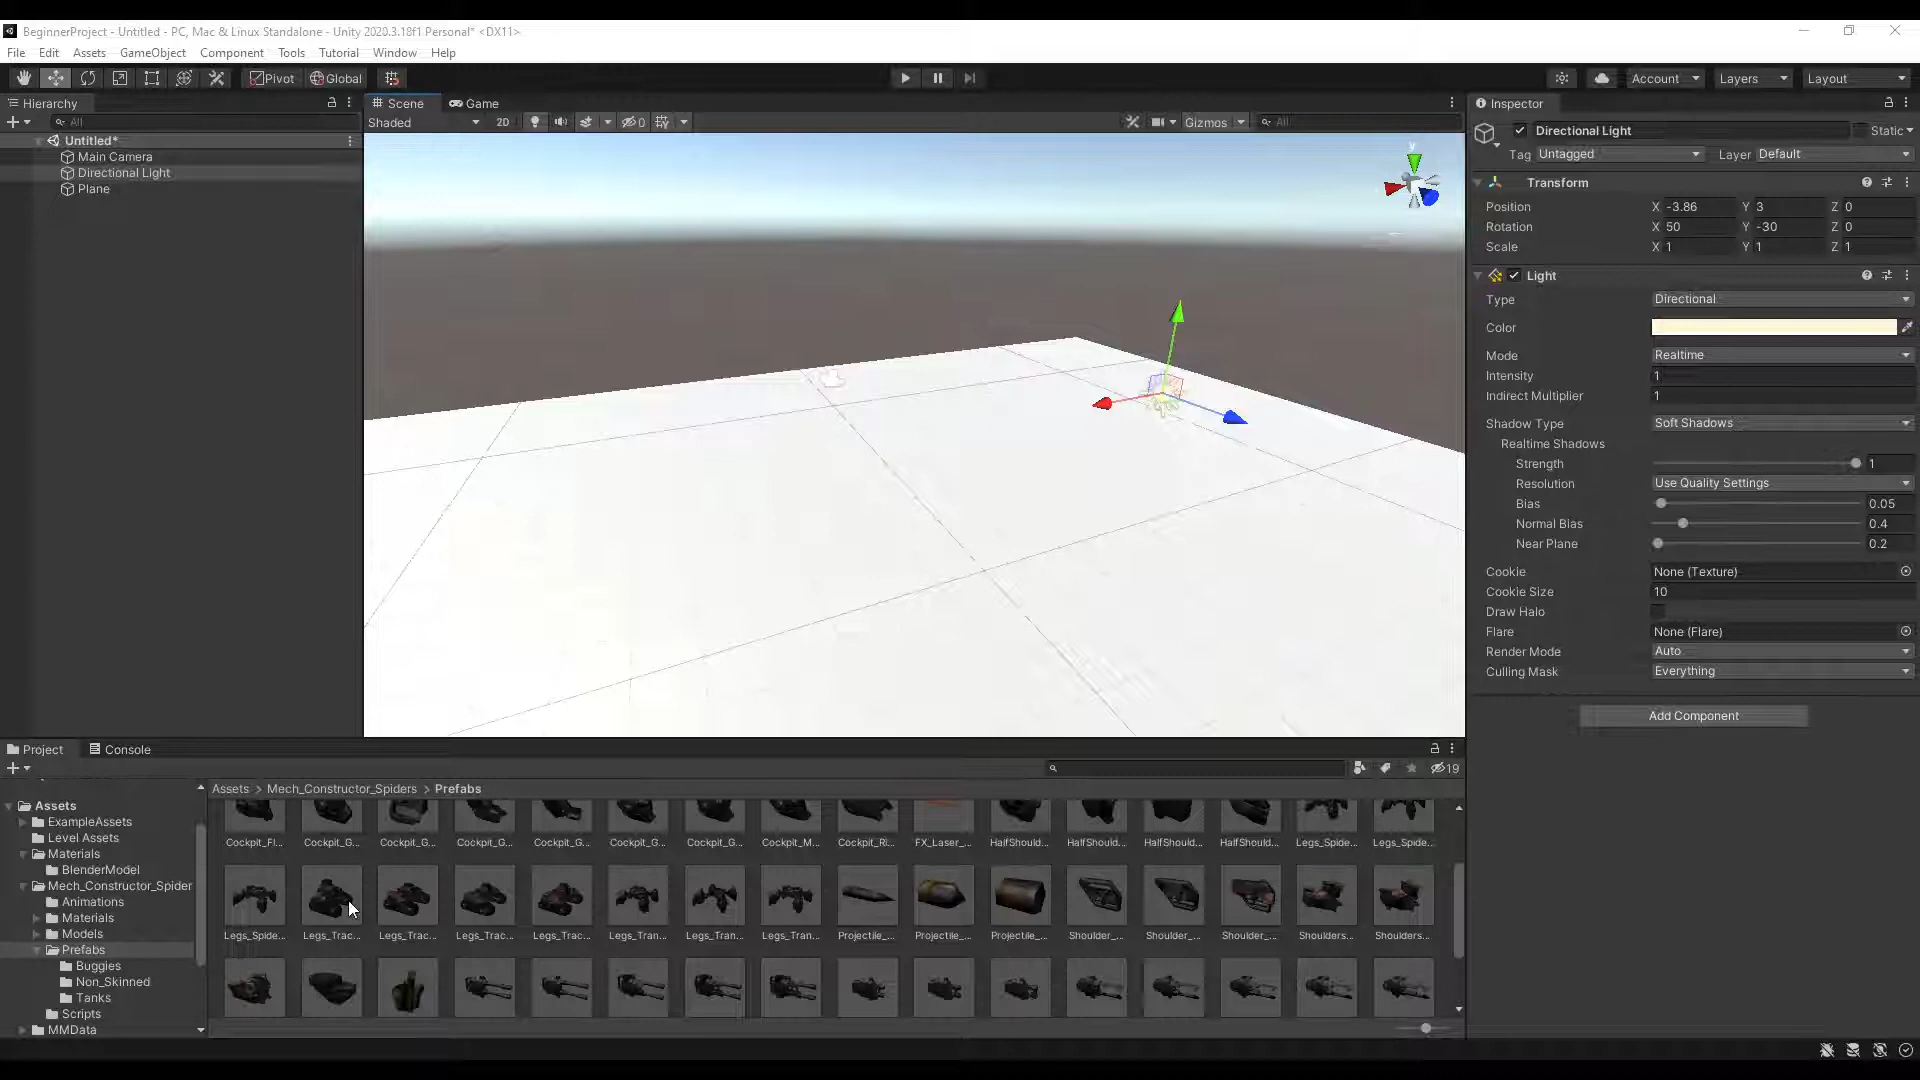 BeginnerProject - Untitled - PC, Mac & Linux Standalone - Unity 2020.3.18f1 Personal* <DX11>
File Edit Assets GameObject Component Tools Tutorial Window Help
Pivot Global Account Layers Layout
Hierarchy
All
Untitled*
Main Camera
Directional Light
Plane
Scene Game
Shaded 2D 0 Gizmos All
y
Inspector
Directional Light Static
Tag Untagged Layer Default
Transform
Position X -3.86 Y 3 Z 0
Rotation X 50 Y -30 Z 0
Scale X 1 Y 1 Z 1
Light
Type Directional
Color
Mode Realtime
Intensity 1
Indirect Multiplier 1
Shadow Type Soft Shadows
Realtime Shadows
Strength 1
Resolution Use Quality Settings
Bias 0.05
Normal Bias 0.4
Near Plane 0.2
Cookie None (Texture)
Cookie Size 10
Draw Halo
Flare None (Flare)
Render Mode Auto
Culling Mask Everything
Add Component
Project Console
19
Assets
ExampleAssets
Level Assets
Materials
BlenderModel
Mech_Constructor_Spider
Animations
Materials
Models
Prefabs
Buggies
Non_Skinned
Tanks
Scripts
MMData
Assets > Mech_Constructor_Spiders > Prefabs
Cockpit_Fl... Cockpit_G... Cockpit_G... Cockpit_G... Cockpit_G... Cockpit_G... Cockpit_G... Cockpit_M... Cockpit_Ri... FX_Laser_... HalfShould... HalfShould... HalfShould... HalfShould... Legs_Spide... Legs_Spide...
Legs_Spide... Legs_Trac... Legs_Trac... Legs_Trac... Legs_Trac... Legs_Tran... Legs_Tran... Legs_Tran... Projectile_... Projectile_... Projectile_... Shoulder_... Shoulder_... Shoulder_... Shoulders... Shoulders...